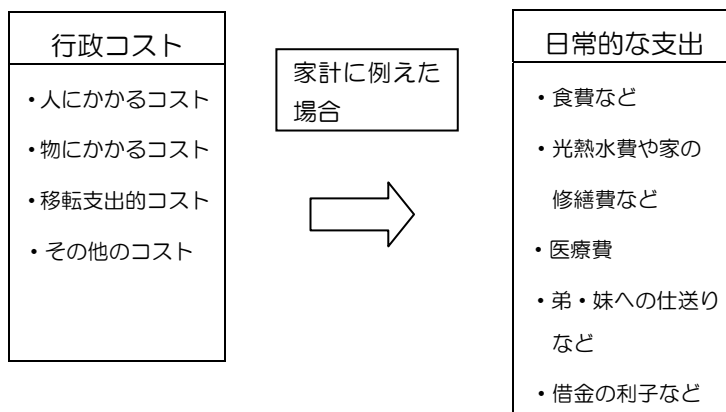 行政コスト
・人にかかるコスト
・物にかかるコスト
・移転支出的コスト
・その他のコスト
家計に例えた
場合
日常的な支出
・食費など
・光熱水費や家の
修繕費など
・医療費
・弟・妹への仕送り
など
・借金の利子など